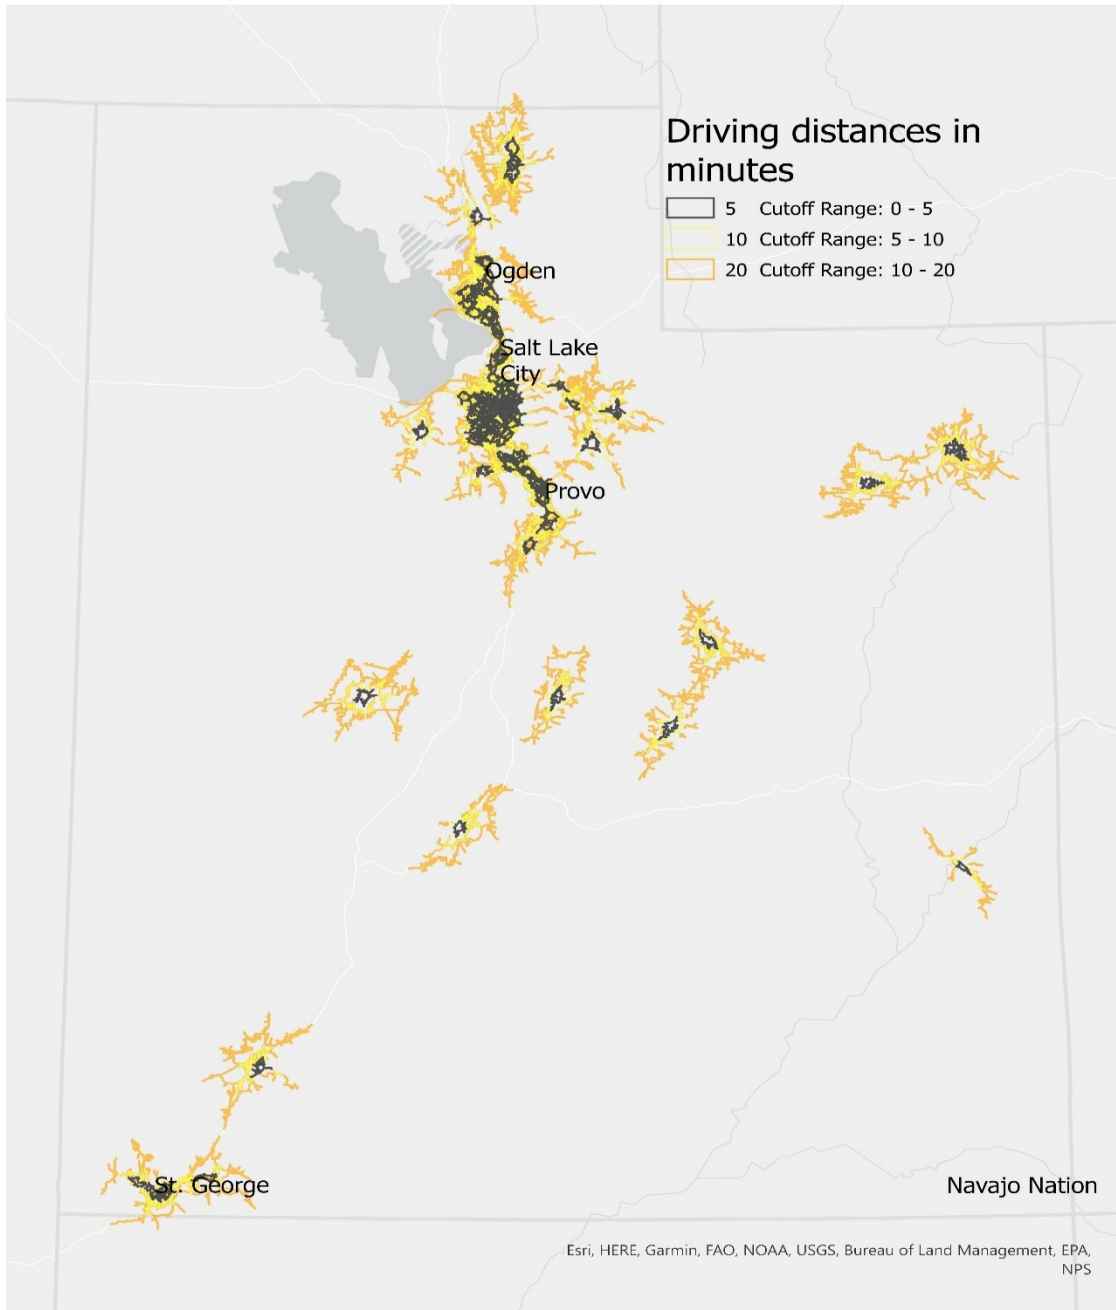 Driving distances in
minutes
5 Cutoff Range: 0 - 5
10 Cutoff Range: 5 - 10
20 Cutoff Range: 10 - 20
Ogden
Salt Lake
City
Provo
St. George
Navajo Nation
Esri, HERE, Garmin, FAO, NOAA, USGS, Bureau of Land Management, EPA,
NPS